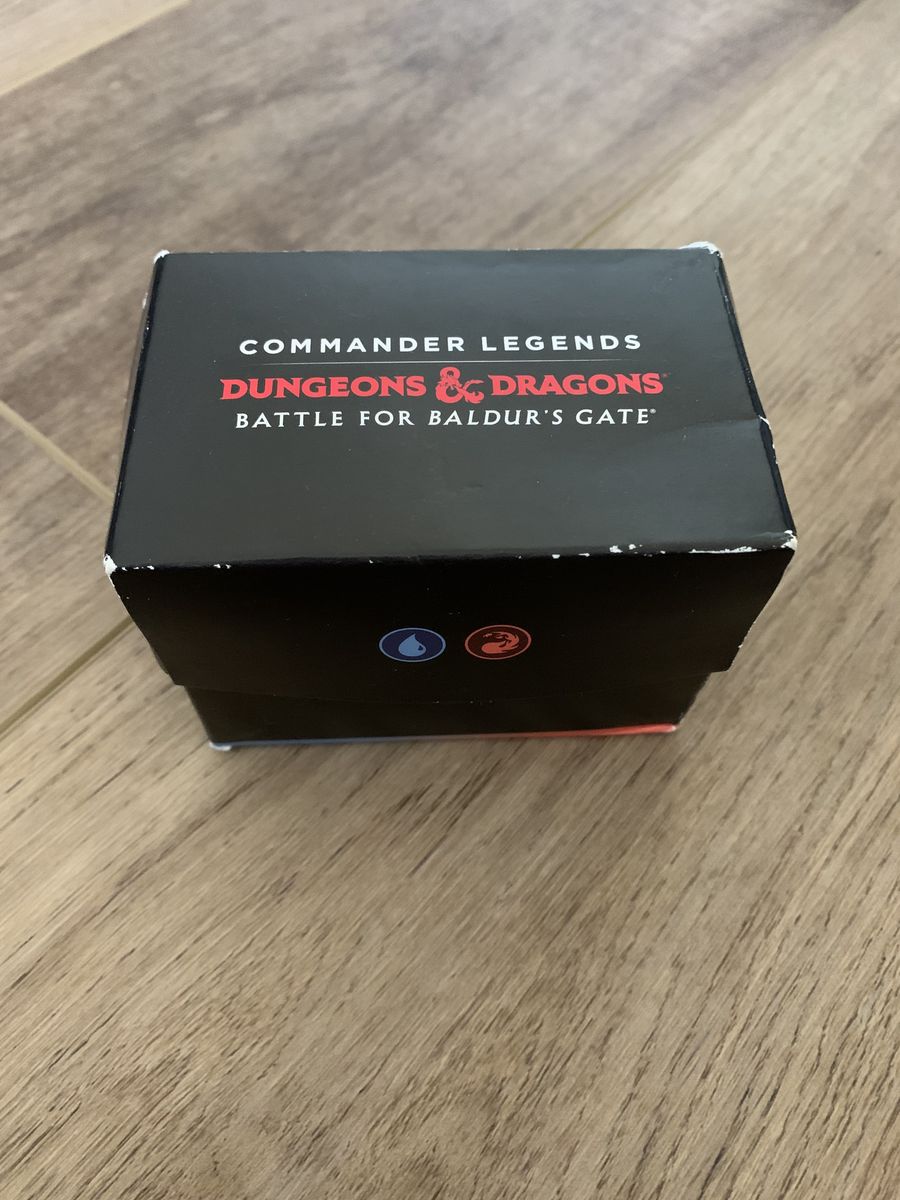 COMMANDER LEGENDS
DUNGEONS & DRAGONS®
BATTLE FOR BALDUR'S GATE®